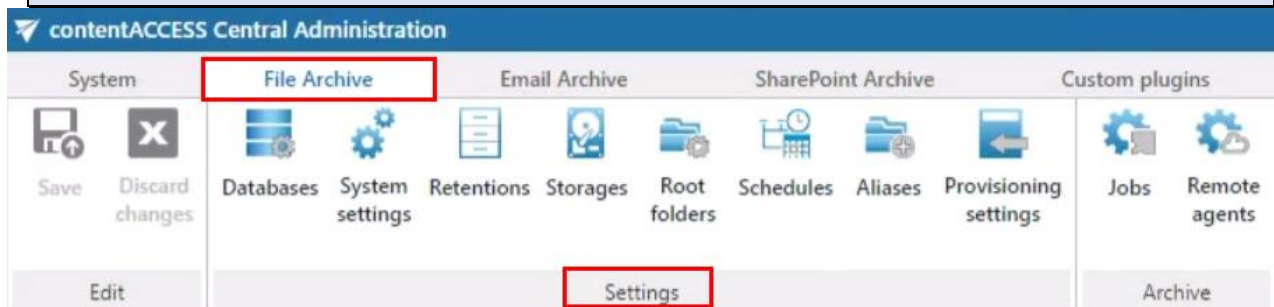 contentACCESS Central Administration
System File Archive Email Archive SharePoint Archive Custom plugins
Save Discard changes Databases System settings Retentions Storages Root folders Schedules Aliases Provisioning settings Jobs Remote agents
Edit Settings Archive